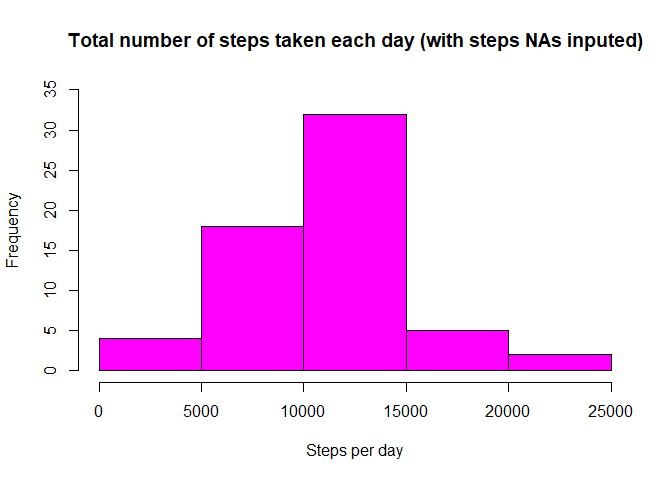 Total number of steps taken each day (with steps NAs inputed)
35
30
25
20
15
10
5
0
Frequency
0 5000 10000 15000 20000 25000
Steps per day